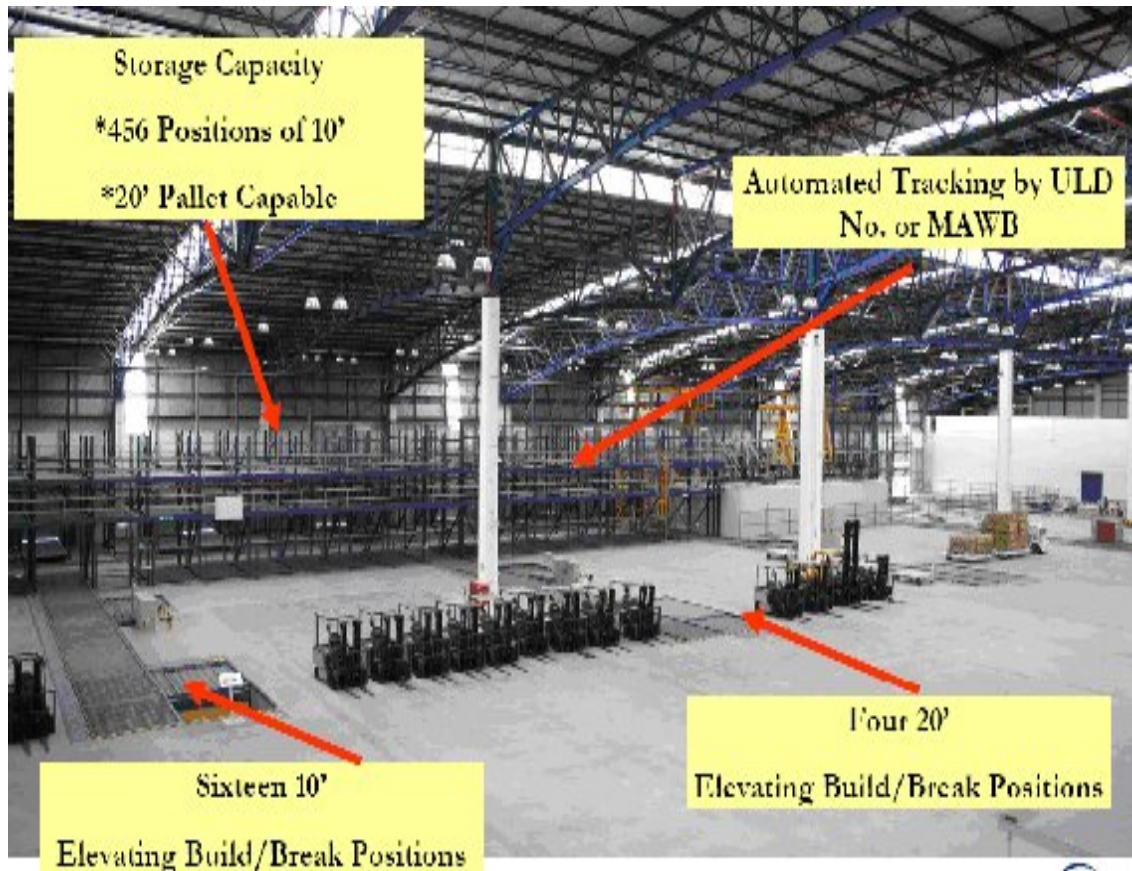 Storage Capacity
*456 Positions of 10’
*20’ Pallet Capable
Automated Tracking by ULD
No. or MAWB
Four 20’
Elevating Build/Break Positions
Sixteen 10’
Elevating Build/Break Positions